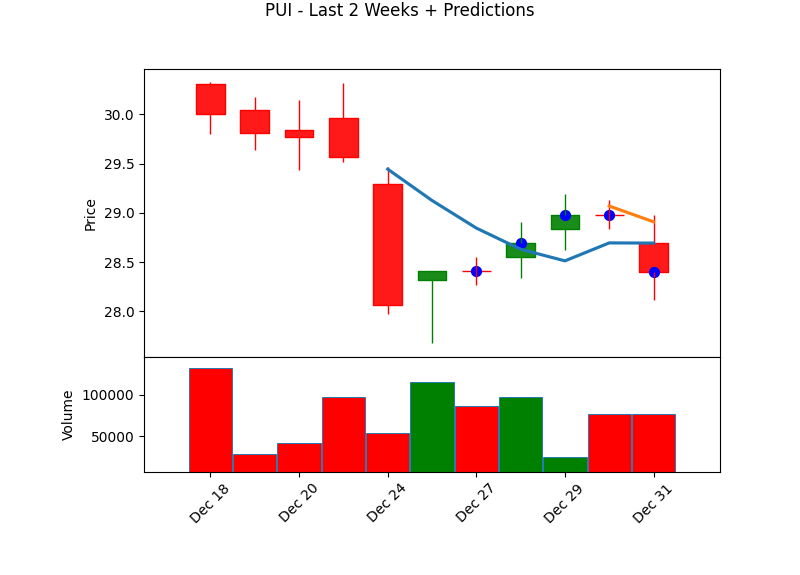 PUI - Last 2 Weeks + Predictions
30.0
29.5
29.0
28.5
28.0
Price
100000
50000
Volume
Dec 18
Dec 20
Dec 24
Dec 27
Dec 29
Dec 31